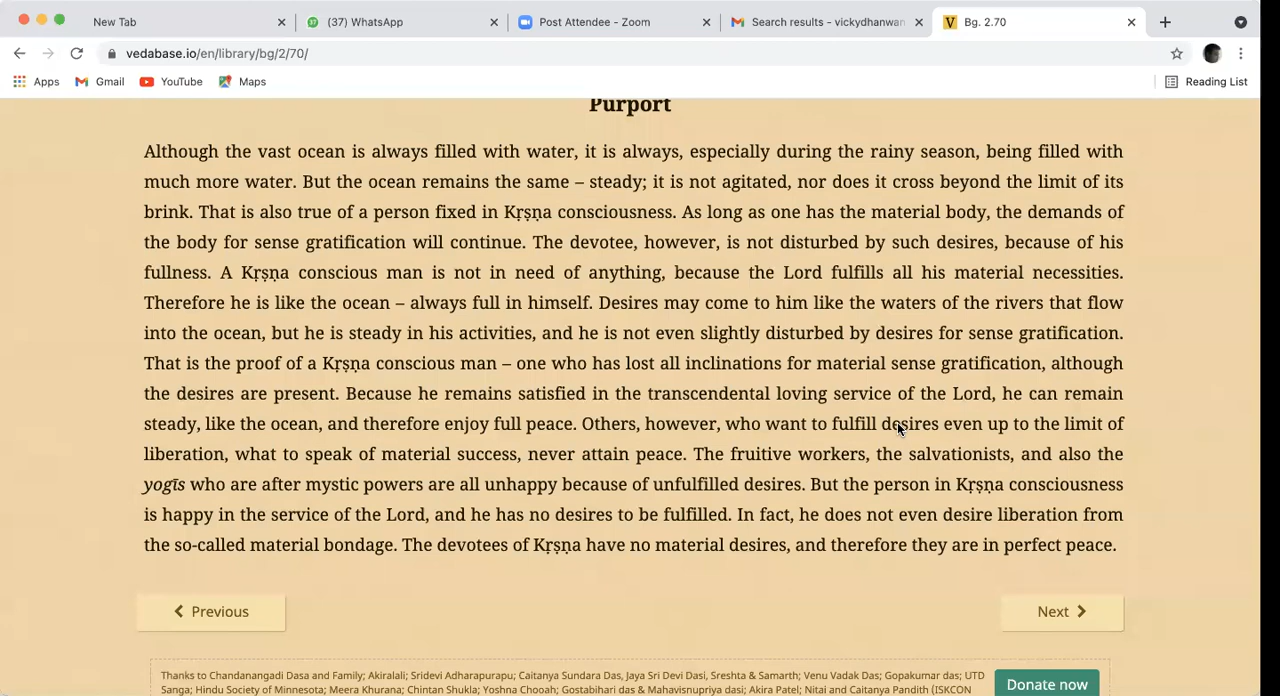 New Tab
(37) WhatsApp
Post Attendee - Zoom
Search results - vickydhanwan
Bg. 2.70
vedabase.io/en/library/bg/2/70/
Apps
Gmail
YouTube
Maps
Reading List
Purport
Although the vast ocean is always filled with water, it is always, especially during the rainy season, being filled with
much more water. But the ocean remains the same – steady; it is not agitated, nor does it cross beyond the limit of its
brink. That is also true of a person fixed in Kṛṣṇa consciousness. As long as one has the material body, the demands of
the body for sense gratification will continue. The devotee, however, is not disturbed by such desires, because of his
fullness. A Kṛṣṇa conscious man is not in need of anything, because the Lord fulfills all his material necessities.
Therefore he is like the ocean – always full in himself. Desires may come to him like the waters of the rivers that flow
into the ocean, but he is steady in his activities, and he is not even slightly disturbed by desires for sense gratification.
That is the proof of a Kṛṣṇa conscious man – one who has lost all inclinations for material sense gratification, although
the desires are present. Because he remains satisfied in the transcendental loving service of the Lord, he can remain
steady, like the ocean, and therefore enjoy full peace. Others, however, who want to fulfill desires even up to the limit of
liberation, what to speak of material success, never attain peace. The fruitive workers, the salvationists, and also the
yogīs who are after mystic powers are all unhappy because of unfulfilled desires. But the person in Kṛṣṇa consciousness
is happy in the service of the Lord, and he has no desires to be fulfilled. In fact, he does not even desire liberation from
the so-called material bondage. The devotees of Kṛṣṇa have no material desires, and therefore they are in perfect peace.
Previous
Next
Thanks to Chandanangadi Dasa and Family; Akiralali; Sridevi Adharapurapu; Caitanya Sundara Das, Jaya Sri Devi Dasi, Sreshta & Samarth; Venu Vadak Das; Gopakumar das; UTD
Sanga; Hindu Society of Minnesota; Meera Khurana; Chintan Shukla; Yoshna Chooah; Gostabihari das & Mahavisnupriya dasi; Akira Patel; Nitai and Caitanya Pandith (ISKCON
Donate now